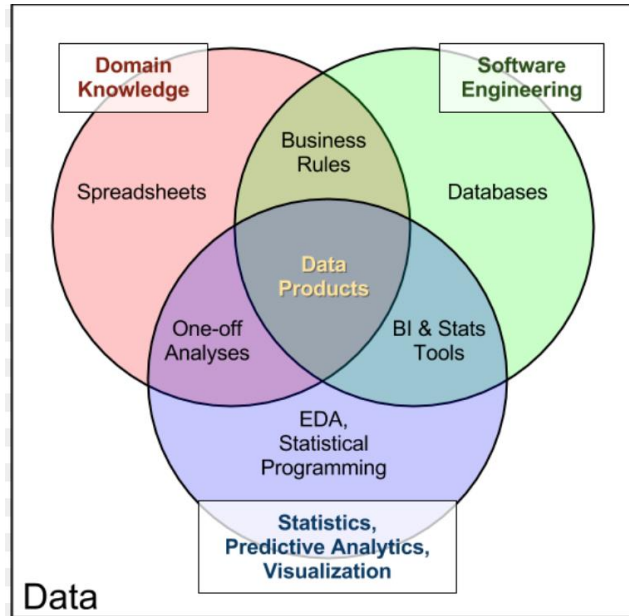 Domain
Knowledge
Software
Engineering
Business
Rules
Spreadsheets
Databases
Data
Products
One-off
Analyses
BI & Stats
Tools
EDA,
Statistical
Programming
Statistics,
Predictive Analytics,
Visualization
Data